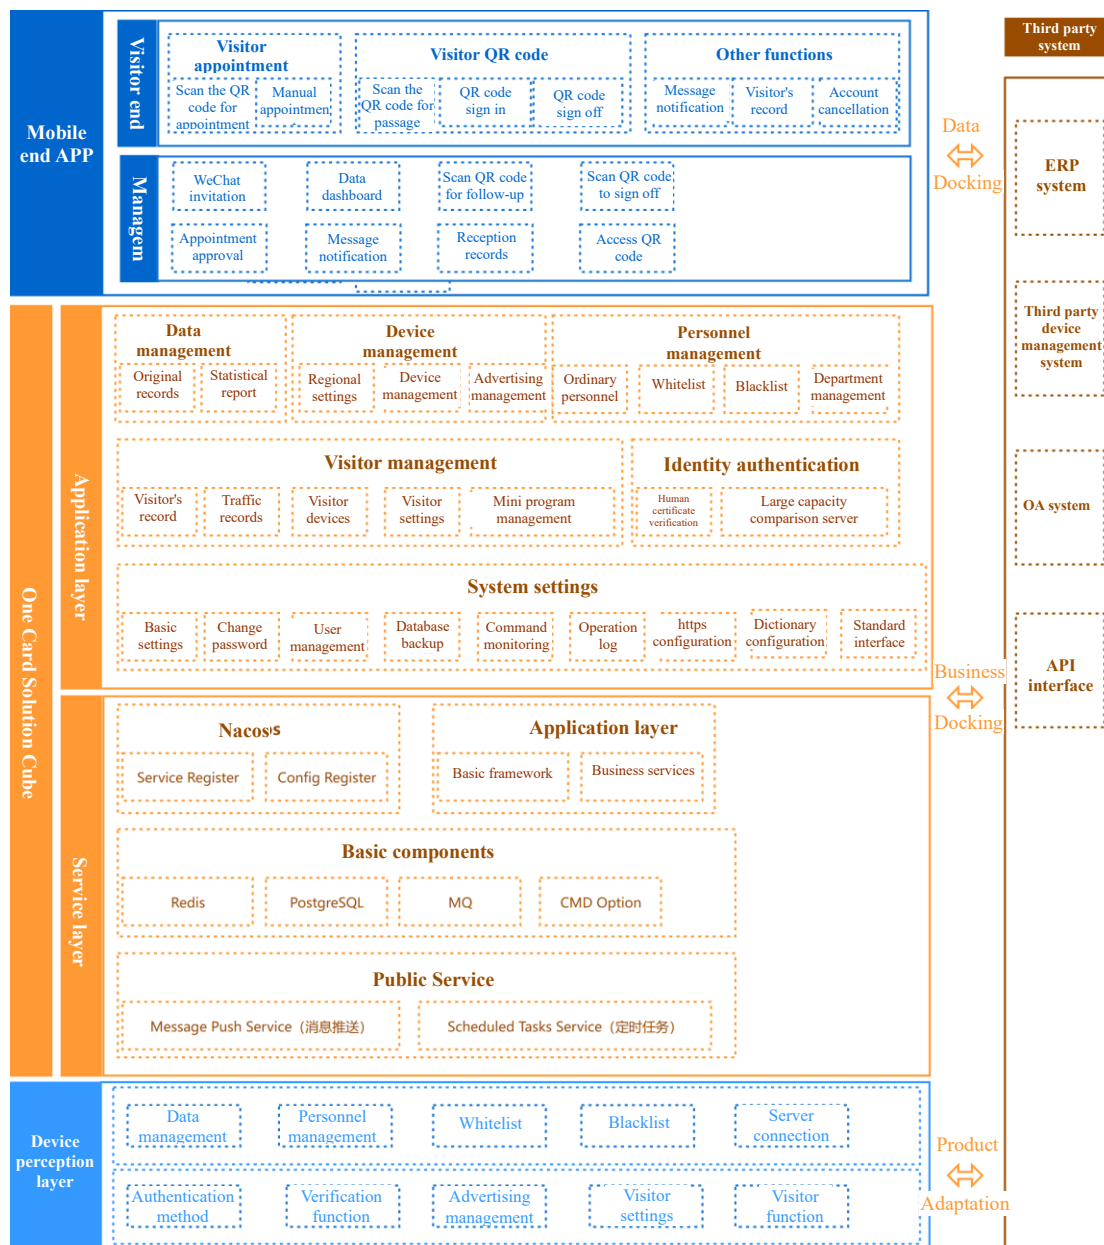 Third party
system
Mobile
end APP
Visitor end
Visitor
appointment
Scan the QR
code for
appointment
Manual
appointmen
Visitor QR code
Scan the
QR code for
passage
QR code
sign in
QR code
sign off
Other functions
Message
notification
Visitor's
record
Account
cancellation
Managem
WeChat
invitation
Data
dashboard
Scan QR code
for follow-up
Scan QR code
to sign off
Appointment
approval
Message
notification
Reception
records
Access QR
code
Data
Docking
ERP
system
Third party
device
management
system
OA system
API
interface
One Card Solution Cube
Application layer
Data
management
Original
records
Statistical
report
Device
management
Regional
settings
Device
management
Advertising
management
Personnel
management
Ordinary
personnel
Whitelist
Blacklist
Department
management
Visitor management
Visitor's
record
Traffic
records
Visitor
devices
Visitor
settings
Mini program
management
Identity authentication
Human
certificate
verification
Large capacity
comparison server
System settings
Basic
settings
Change
password
User
management
Database
backup
Command
monitoring
Operation
log
https
configuration
Dictionary
configuration
Standard
interface
Business
Docking
Service layer
Nacos
Service Register
Config Register
Application layer
Basic framework
Business services
Basic components
Redis
PostgreSQL
MQ
CMD Option
Public Service
Message Push Service（消息推送）
Scheduled Tasks Service（定时任务）
Device
perception
layer
Data
management
Personnel
management
Whitelist
Blacklist
Server
connection
Authentication
method
Verification
function
Advertising
management
Visitor
settings
Visitor
function
Product
Adaptation